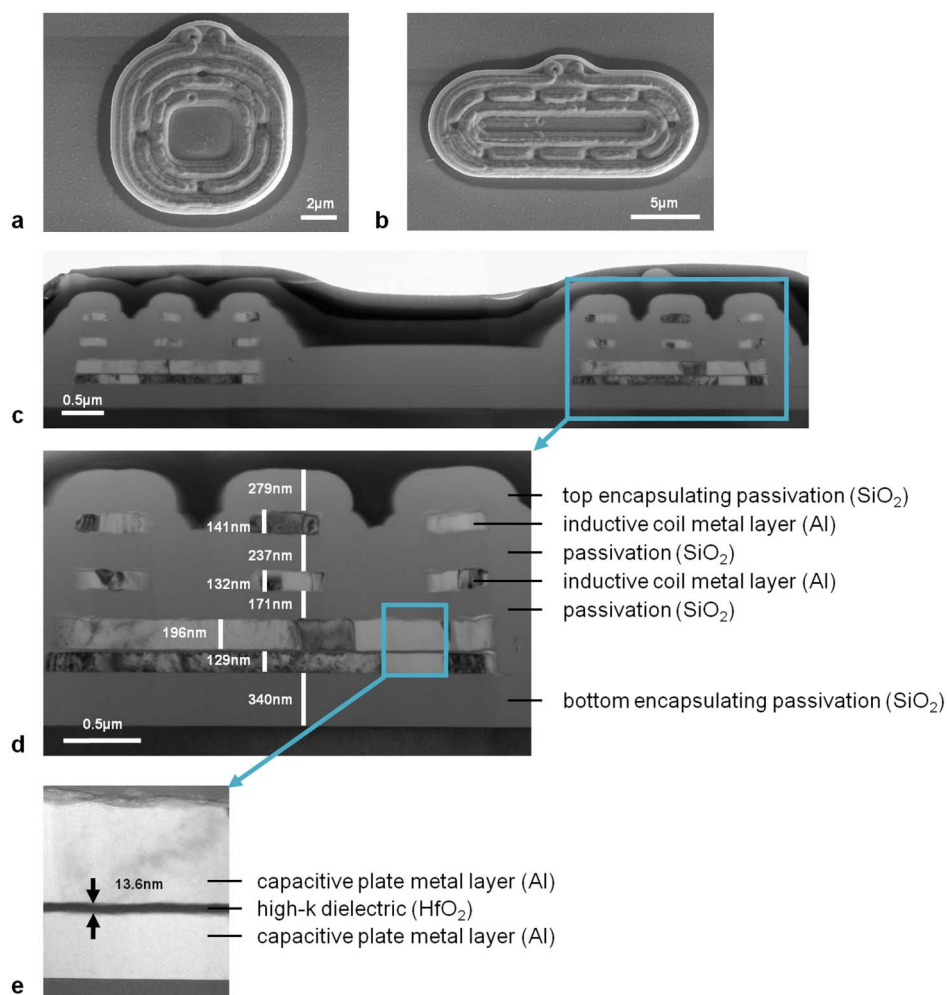 2μm
5μm
a
b
0.5μm
c
279nm
top encapsulating passivation (SiO₂)
141nm
inductive coil metal layer (Al)
237nm
passivation (SiO₂)
132nm
inductive coil metal layer (Al)
171nm
passivation (SiO₂)
196nm
129nm
340nm
bottom encapsulating passivation (SiO₂)
0.5μm
d
13.6nm
capacitive plate metal layer (Al)
high-k dielectric (HfO₂)
capacitive plate metal layer (Al)
e